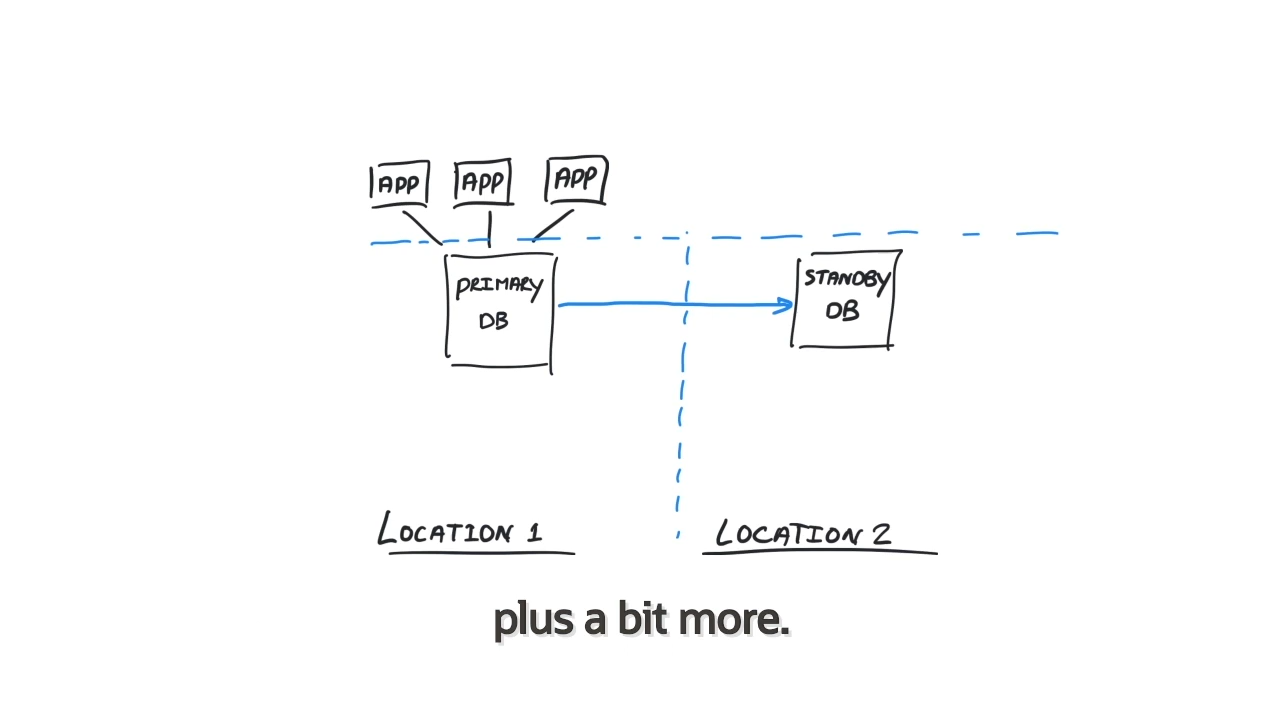 APP
APP
APP
PRIMARY
DB
STANDBY
DB
LOCATION 1
LOCATION 2
plus a bit more.